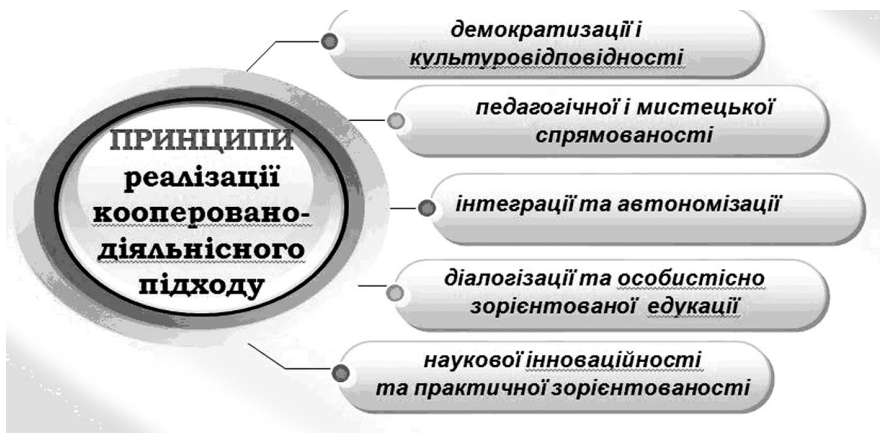 ПРИНЦИПИ
реалізації
кооперовано-
діяльнісного
підходу
демократизації і
культуровідповідності
педагогічної і мистецької
спрямованості
інтеграції та автономізації
діалогізації та особистісно
зорієнтованої едукації
наукової інноваційності
та практичної зорієнтованості